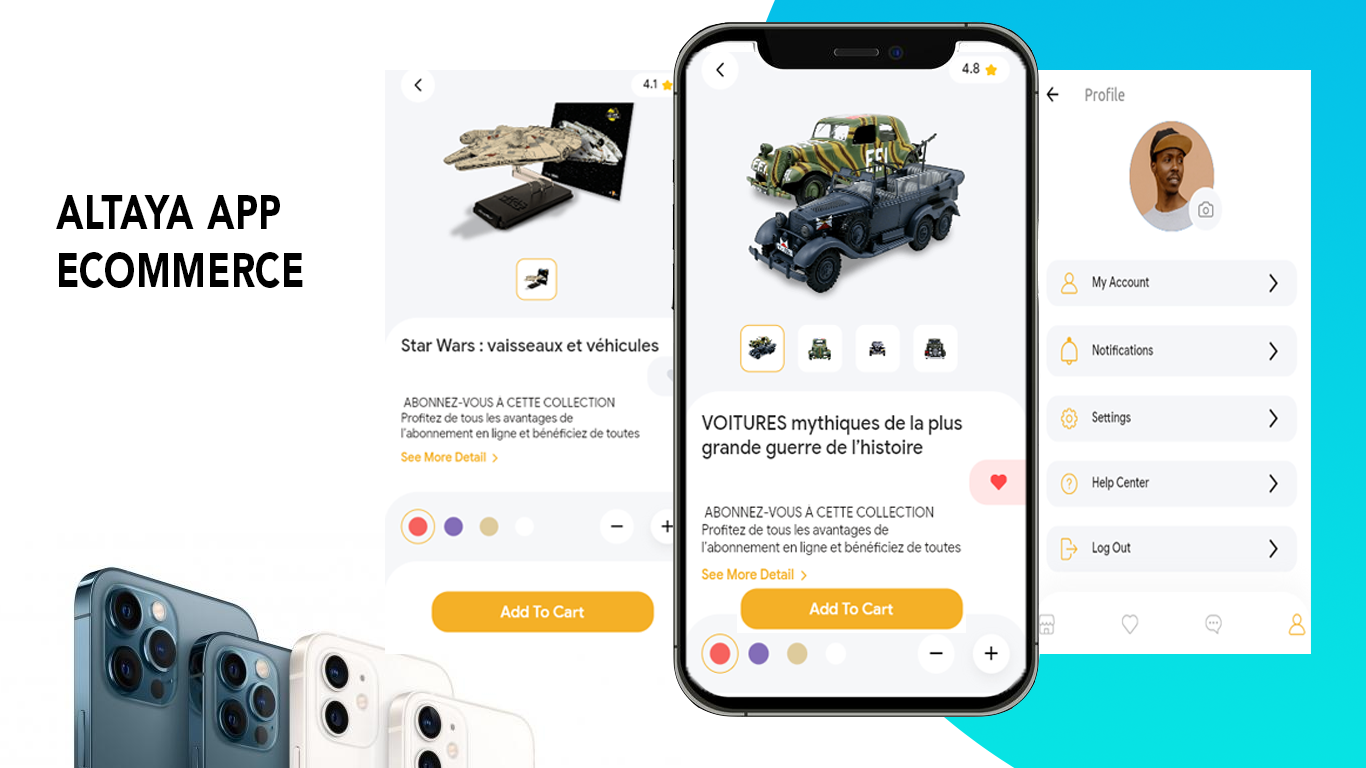 ALTAYA APP
ECOMMERCE
4.1
Star Wars : vaisseaux et véhicules
ABONNEZ-VOUS A CETTE COLLECTION
Profitez de tous les avantages de
l'abonnement en ligne et bénéficiez de toutes
See More Detail >
Add To Cart
4.8
VOITURES mythiques de la plus
grande guerre de l'histoire
ABONNEZ-VOUS A CETTE COLLECTION
Profitez de tous les avantages de
l'abonnement en ligne et bénéficiez de toutes
See More Detail >
Add To Cart
Profile
My Account
Notifications
Settings
Help Center
Log Out